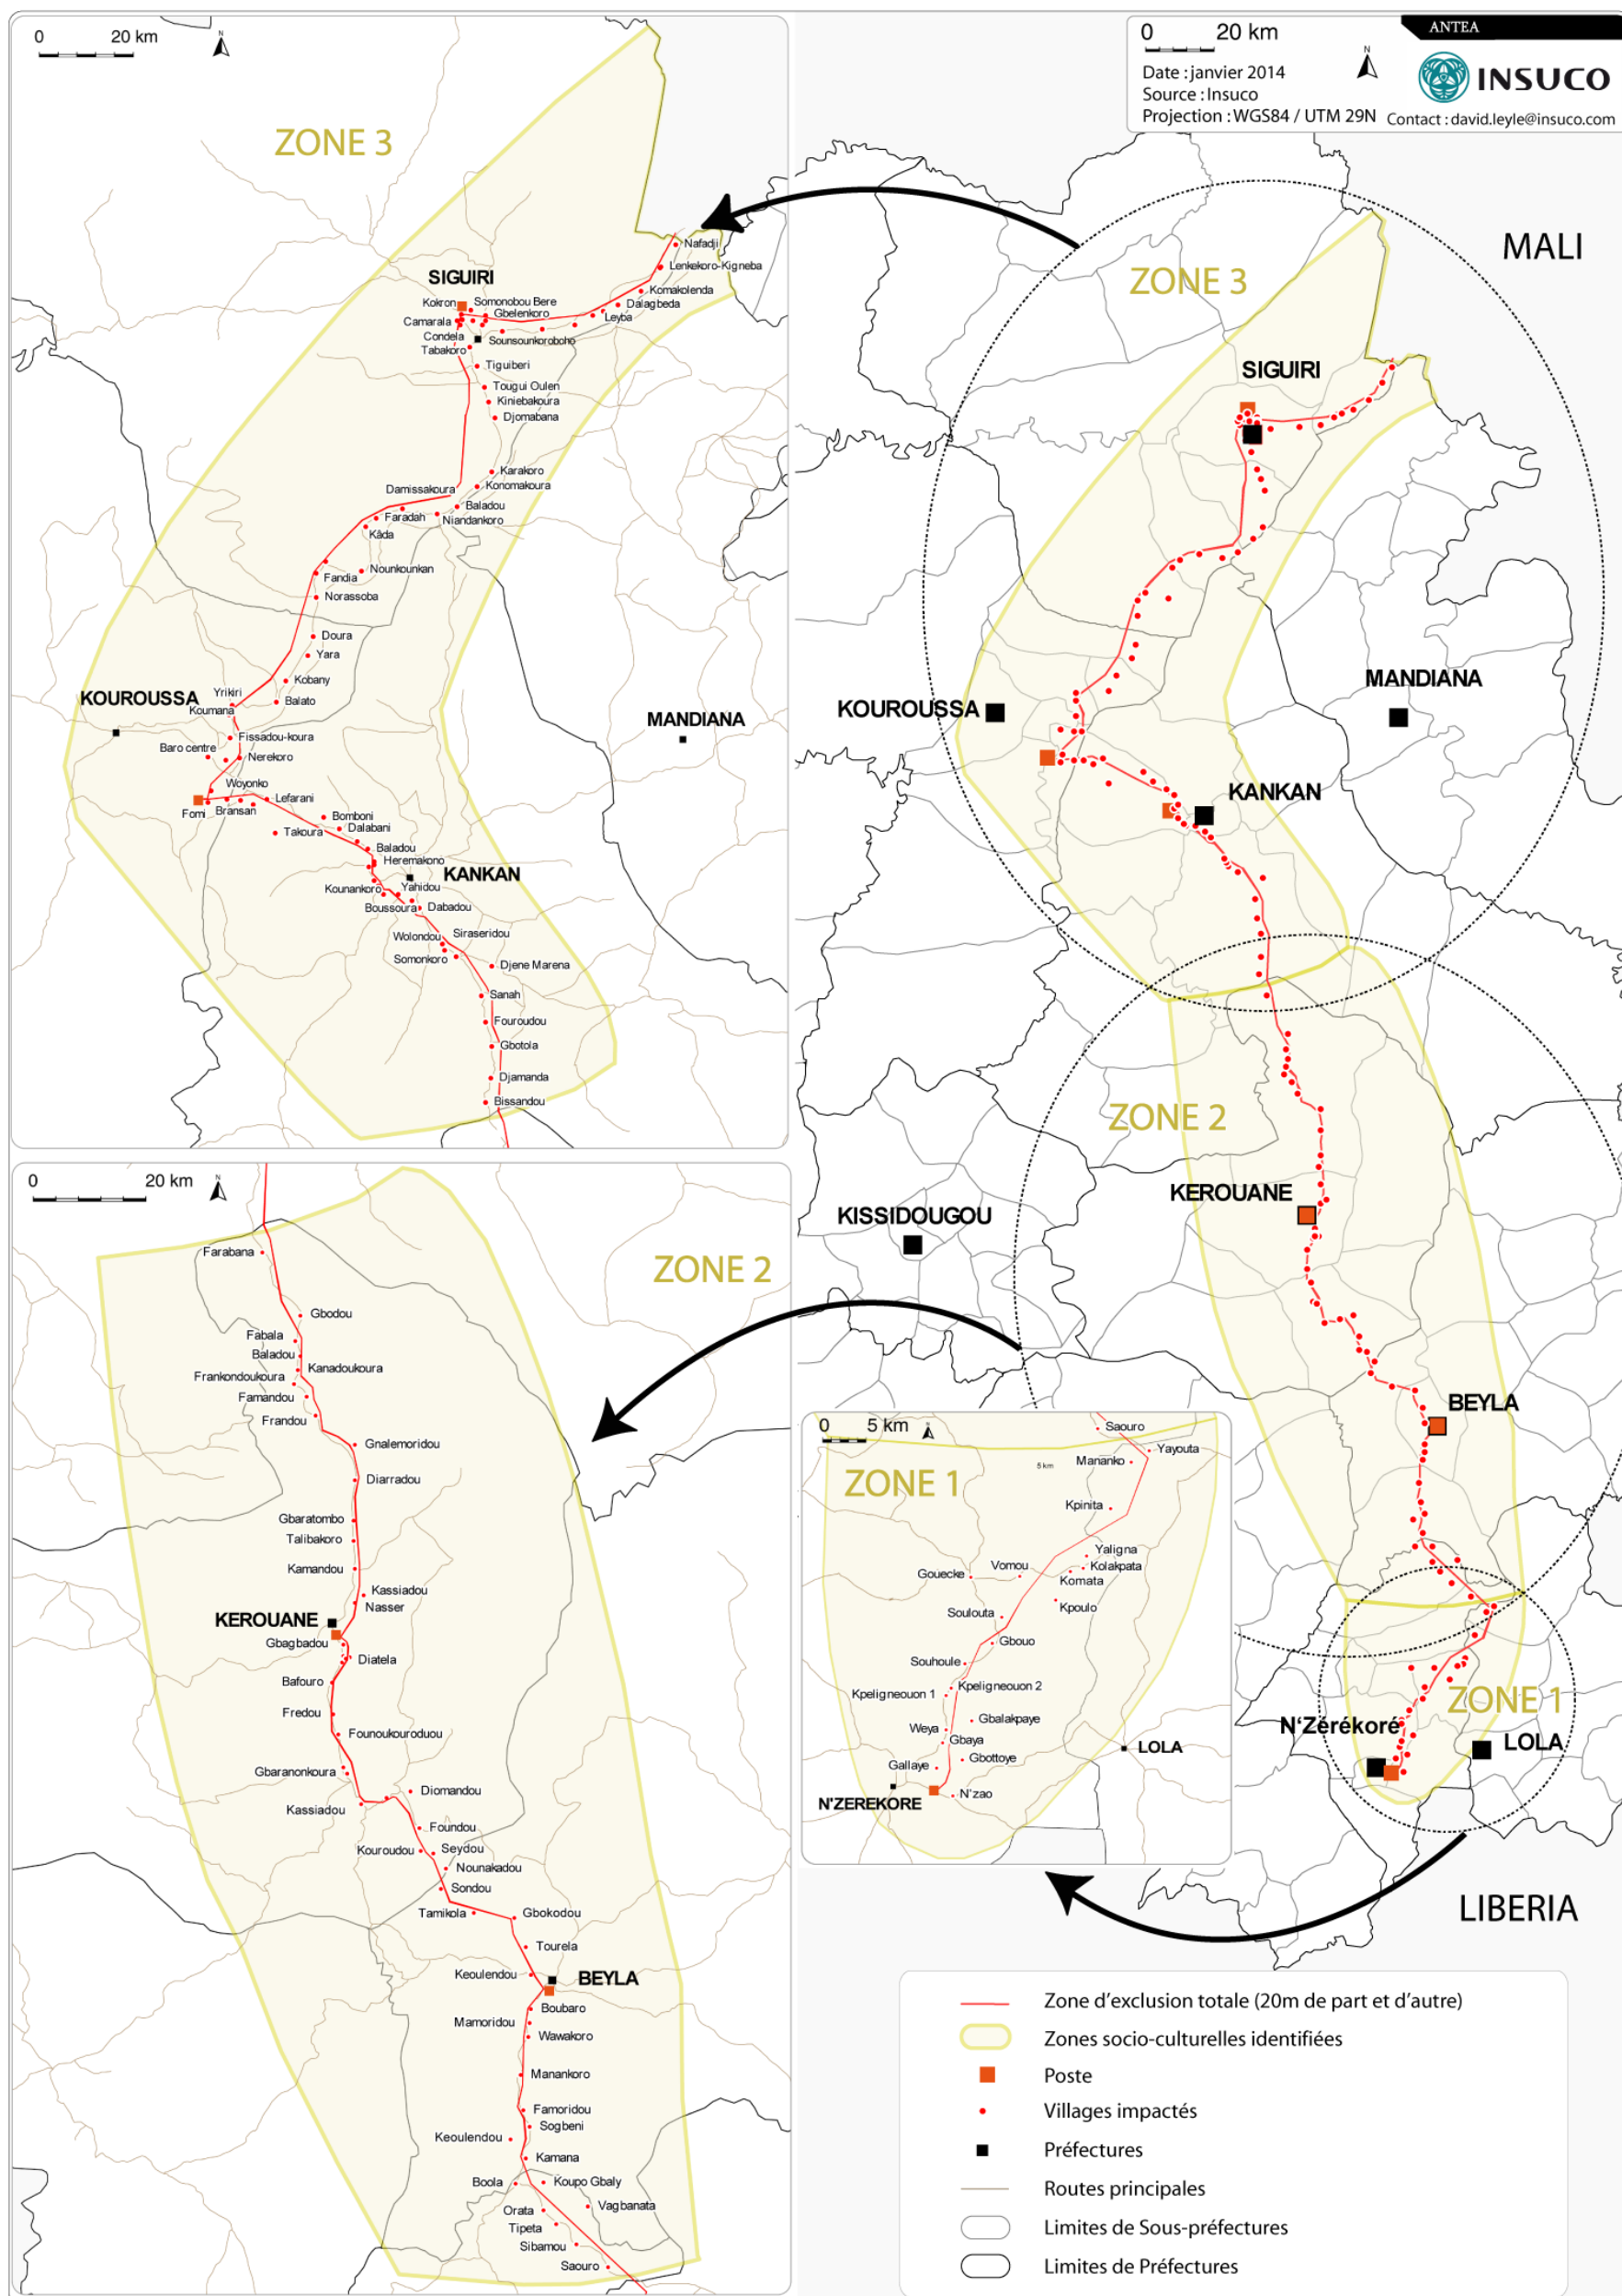 0 20 km
N
ZONE 3
SIGUIRI
Nafadji
Lenkekoro-Kigneba
Komakolenda
Dalagbeda
Leyba
Kokron
Somonobou Bere
Gbelenkoro
Camarala
Condela
Sounsounkoroboho
Tabakoro
Tiguiberi
Tougui Oulen
Kiniebakoura
Djomabana
Karakoro
Konomakoura
Damissakoura
Baladou
Niandankoro
Faradah
Kâda
Nounkounkan
Fandia
Norassoba
Doura
Yara
Kobany
Balato
Yrikiri
KOUROUSSA
Koumana
Fissadou-koura
Baro centre
Nerekoro
MANDIANA
Woyonko
Lefarani
Fomi
Bransan
Bomboni
Dalabani
Takoura
Baladou
Heremakono
KANKAN
Kounankoro
Yahidou
Boussoura
Dabadou
Wolondou
Siraseridou
Somonkoro
Djene Marena
Sanah
Fouroudou
Gbotola
Djamanda
Bissandou
0 20 km
N
ZONE 2
Farabana
Gbodou
Fabala
Baladou
Kanadoukoura
Frankondoukoura
Famandou
Frandou
Gnalemoridou
Diarradou
Gbaratombo
Talibakoro
Kamandou
Kassiadou
Nasser
KEROUANE
Gbagbadou
Diatela
Bafouro
Fredou
Founoukouroduou
Gbaranonkoura
Diomandou
Kassiadou
Foundou
Kouroudou
Seydou
Nounakadou
Sondou
Tamikola
Gbokodou
Tourela
Keoulendou
BEYLA
Boubaro
Mamoridou
Wawakoro
Manankoro
Famoridou
Sogbeni
Keoulendou
Kamana
Boola
Koupo Gbaly
Orata
Vagbanata
Tipeta
Sibamou
Saouro
0 20 km
N
Date : janvier 2014
Source : Insuco
Projection : WGS84 / UTM 29N
ANTEA
INSUCO
Contact : david.leyle@insuco.com
MALI
ZONE 3
SIGUIRI
MANDIANA
KOUROUSSA
KANKAN
ZONE 2
KEROUANE
KISSIDOUGOU
BEYLA
ZONE 1
N'Zérékoré
LOLA
LIBERIA
0 5 km
N
ZONE 1
5 km
Saouro
Yayouta
Mananko
Kpinita
Yaligna
Vomou
Kolakpata
Gouecke
Komata
Kpoulo
Soulouta
Gbouo
Souhoule
Kpeligneouon 1
Kpeligneouon 2
Gbalakpaye
Weya
Gbaya
LOLA
Gbottoye
Gallaye
N'zao
N'ZEREKORE
Zone d'exclusion totale (20m de part et d'autre)
Zones socio-culturelles identifiées
Poste
Villages impactés
Préfectures
Routes principales
Limites de Sous-préfectures
Limites de Préfectures